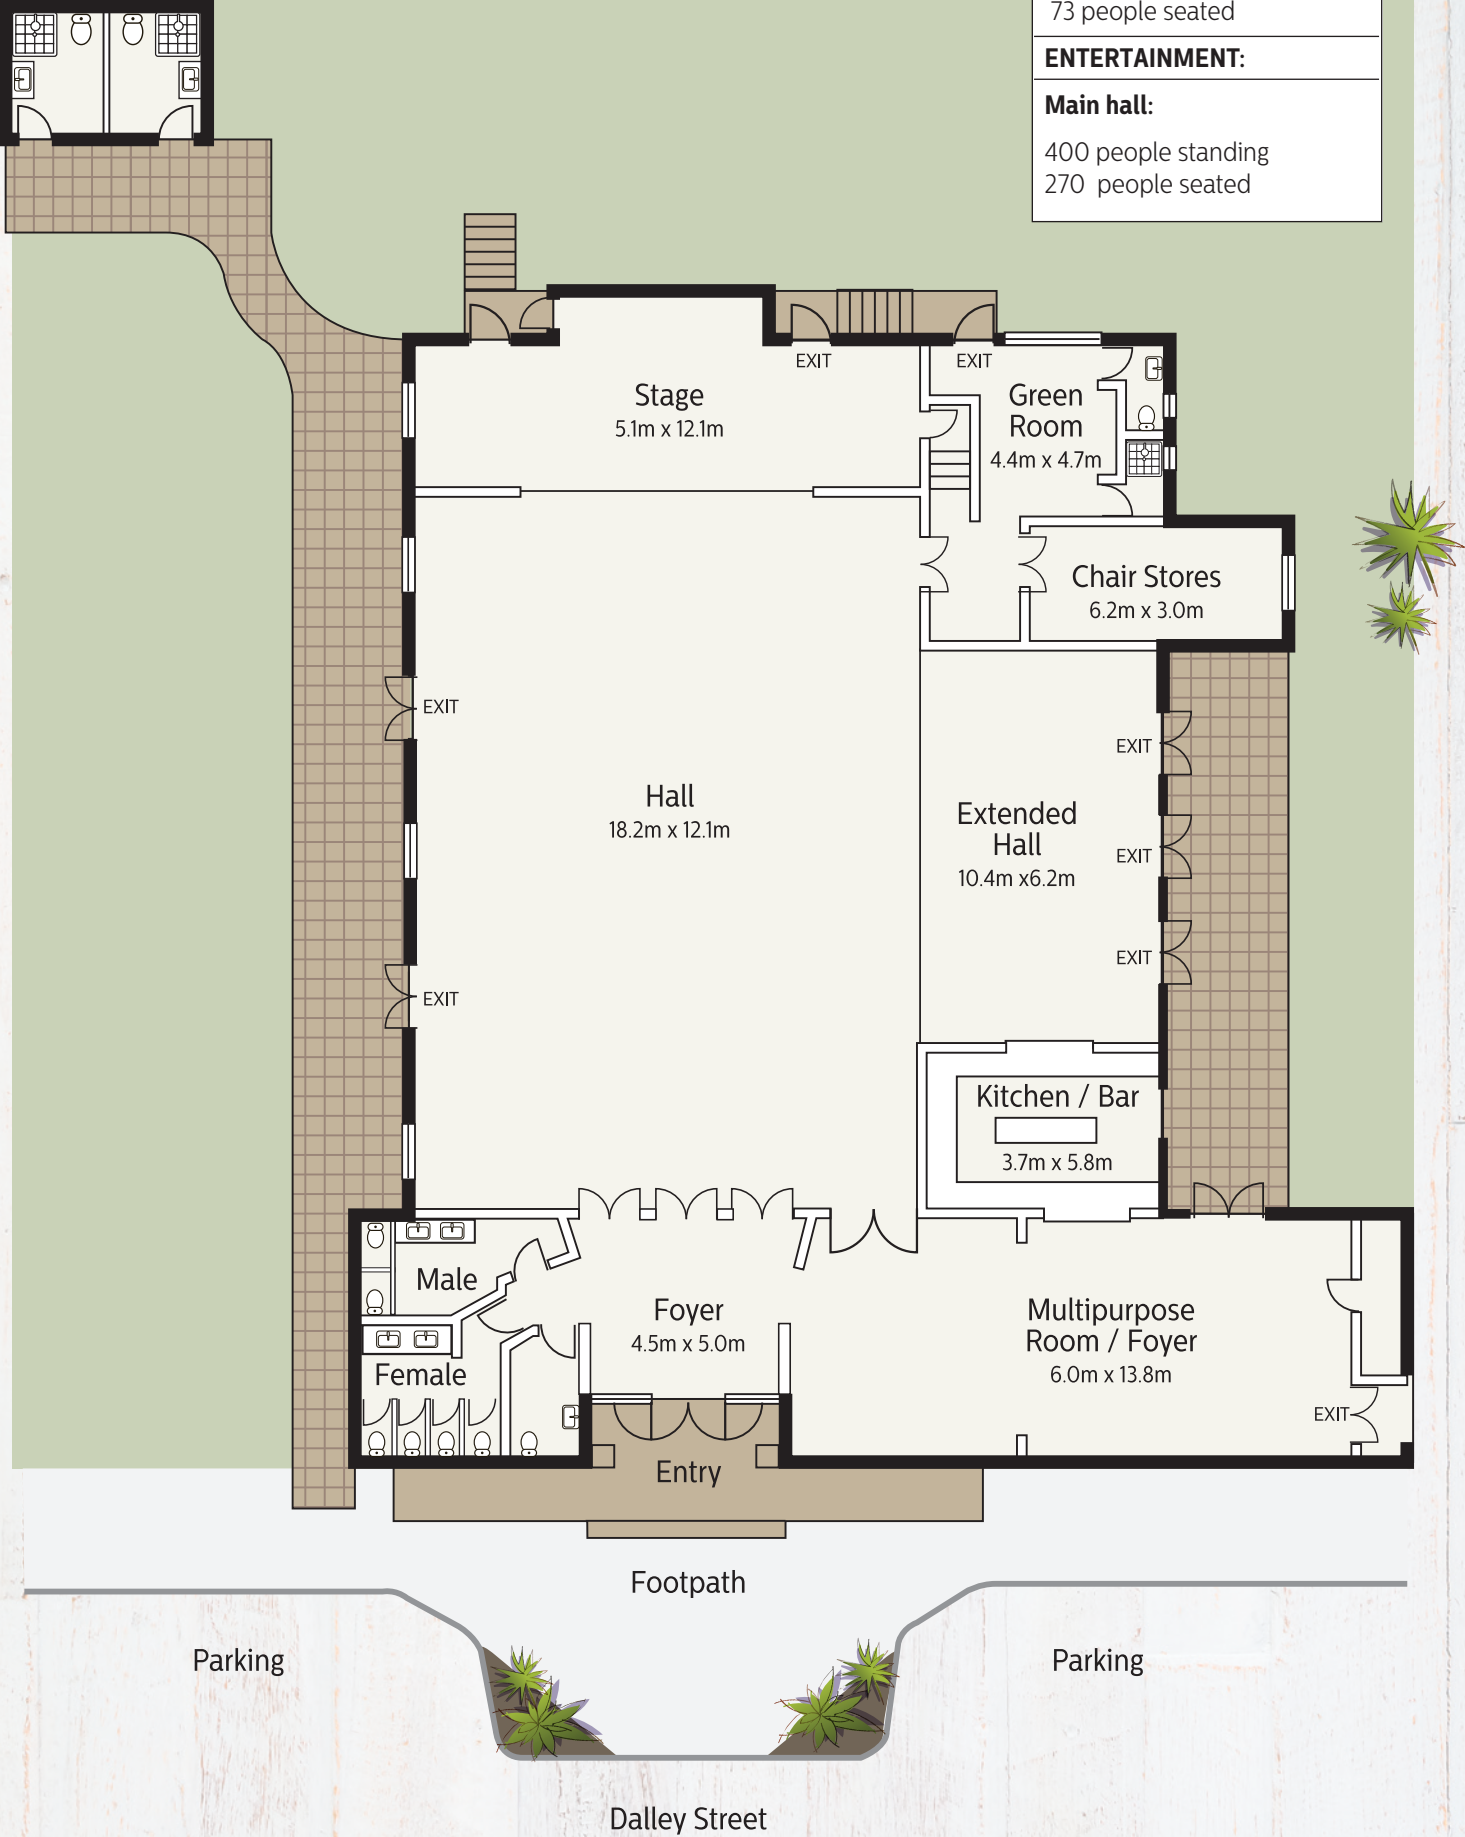 73 people seated
ENTERTAINMENT:
Main hall:
400 people standing
270 people seated
EXIT
EXIT
Stage
5.1m x 12.1m
Green
Room
4.4m x 4.7m
Chair Stores
6.2m x 3.0m
EXIT
EXIT
Hall
18.2m x 12.1m
Extended
Hall
10.4m x6.2m
EXIT
EXIT
EXIT
Kitchen / Bar
3.7m x 5.8m
Male
Female
Foyer
4.5m x 5.0m
Multipurpose
Room / Foyer
6.0m x 13.8m
EXIT
Entry
Footpath
Parking
Parking
Dalley Street